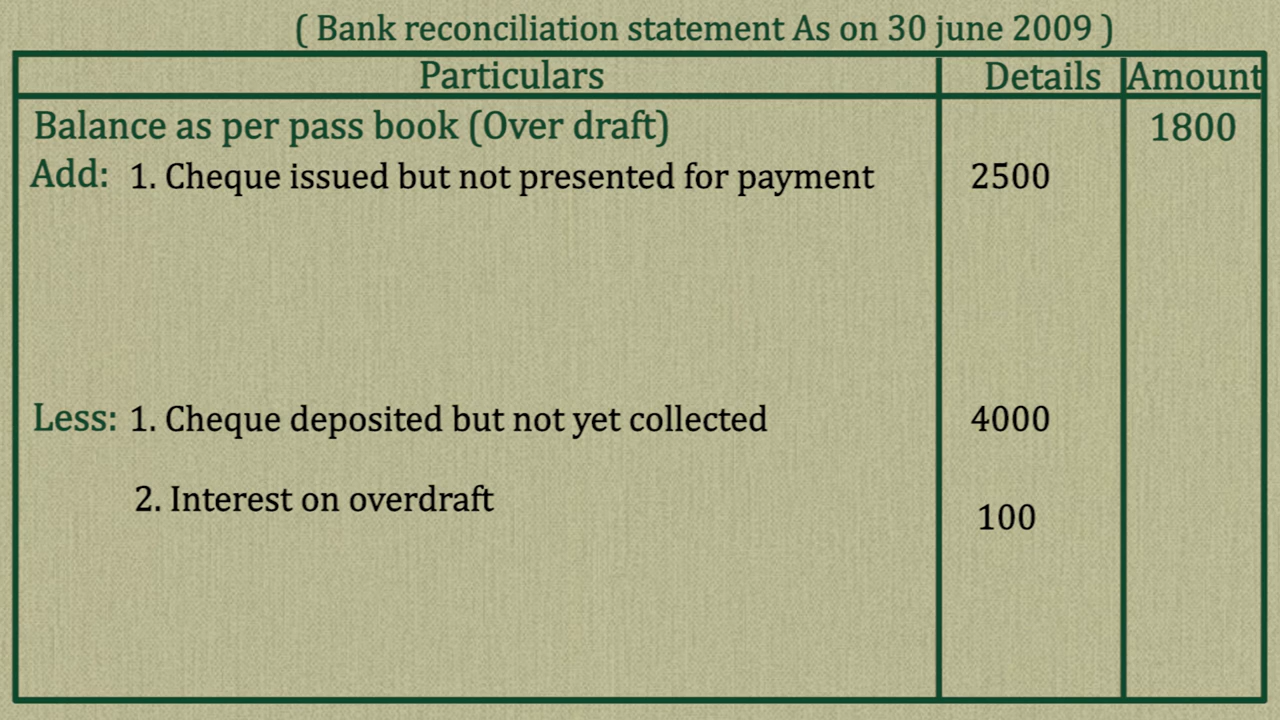 ( Bank reconciliation statement As on 30 june 2009 )
Particulars Details Amount
Balance as per pass book (Over draft) 1800
Add: 1. Cheque issued but not presented for payment 2500
Less: 1. Cheque deposited but not yet collected 4000
2. Interest on overdraft 100